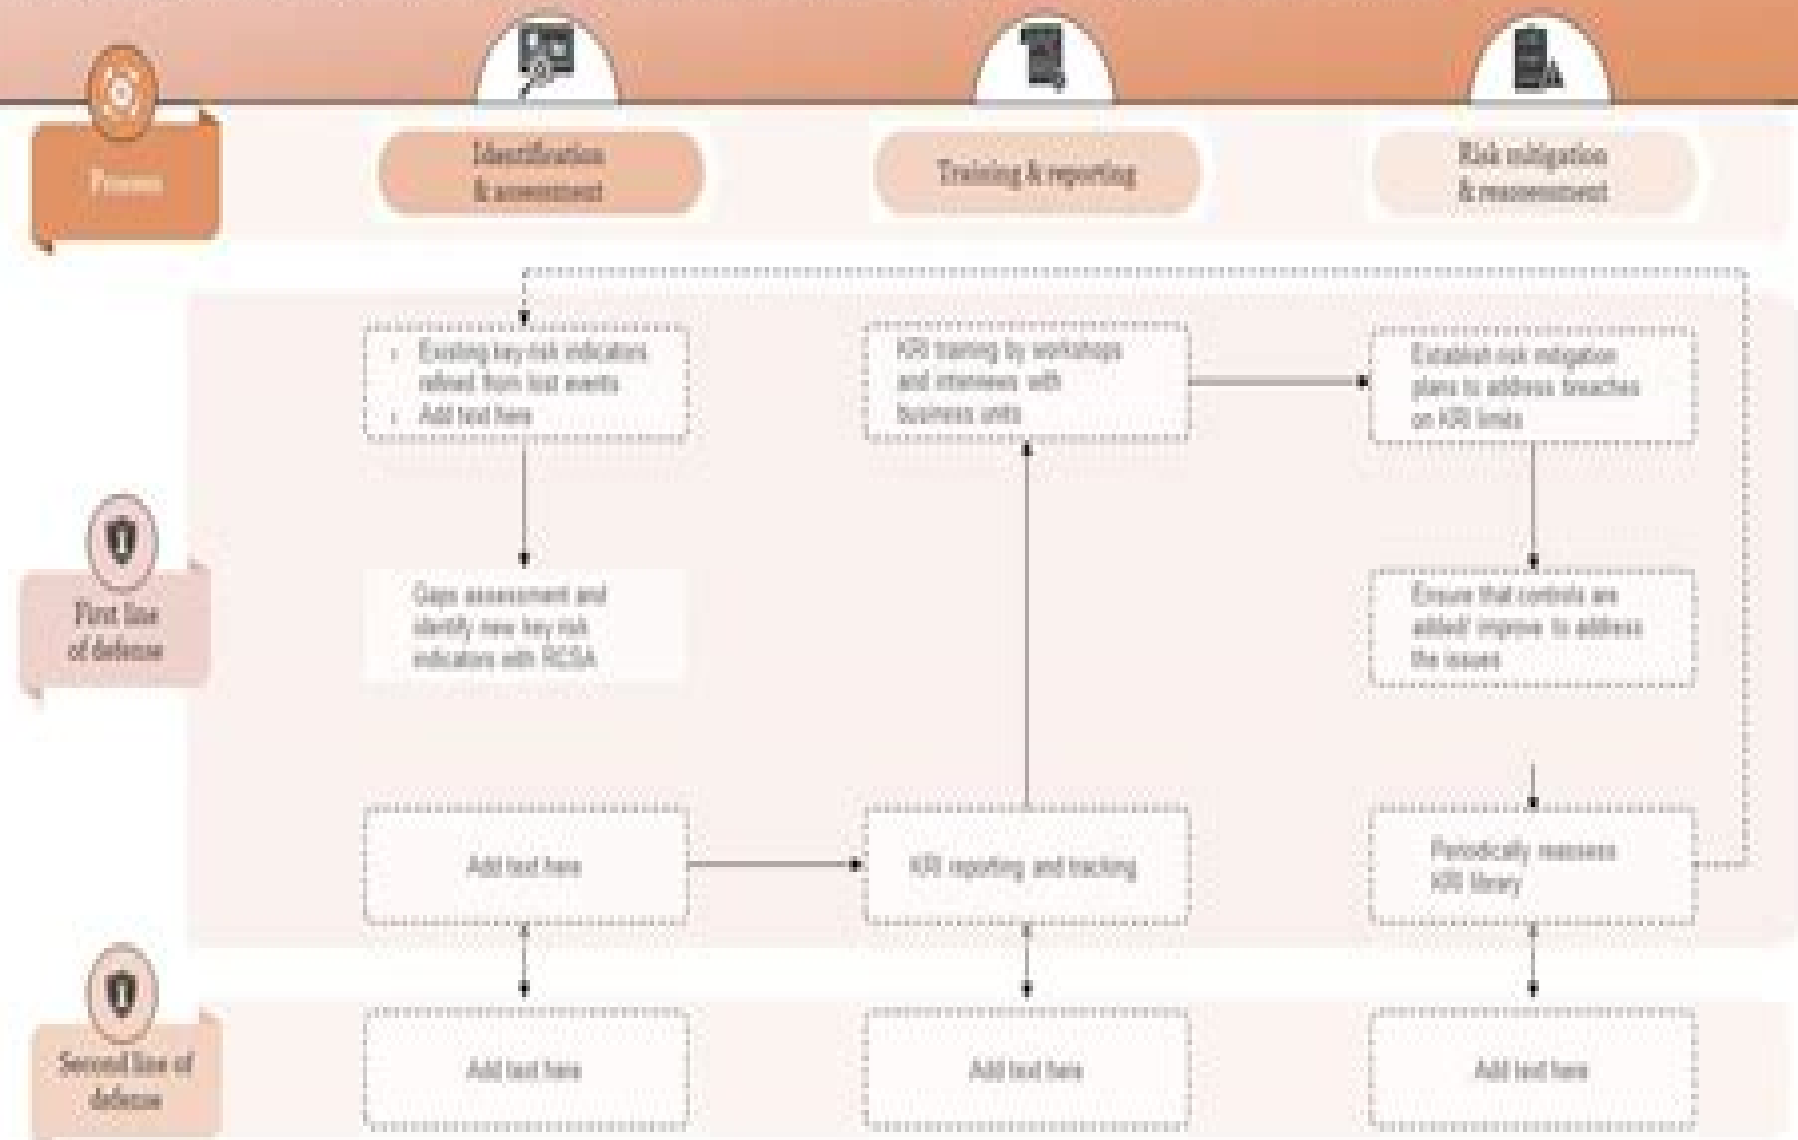 Process
Identification
& assessment
Training & reporting
Risk mitigation
& reassessment
First line
of defense
Existing key risk indicators
refined from lost events
Add text here
KRI training by workshops
and interviews with
business units
Establish risk mitigation
plans to address breaches
on KRI limits
Gaps assessment and
identify new key risk
indicators with RCSA
Ensure that controls are
added/ improve to address
the issues
Add text here
KRI reporting and tracking
Periodically reassess
KRI library
Second line of
defense
Add text here
Add text here
Add text here